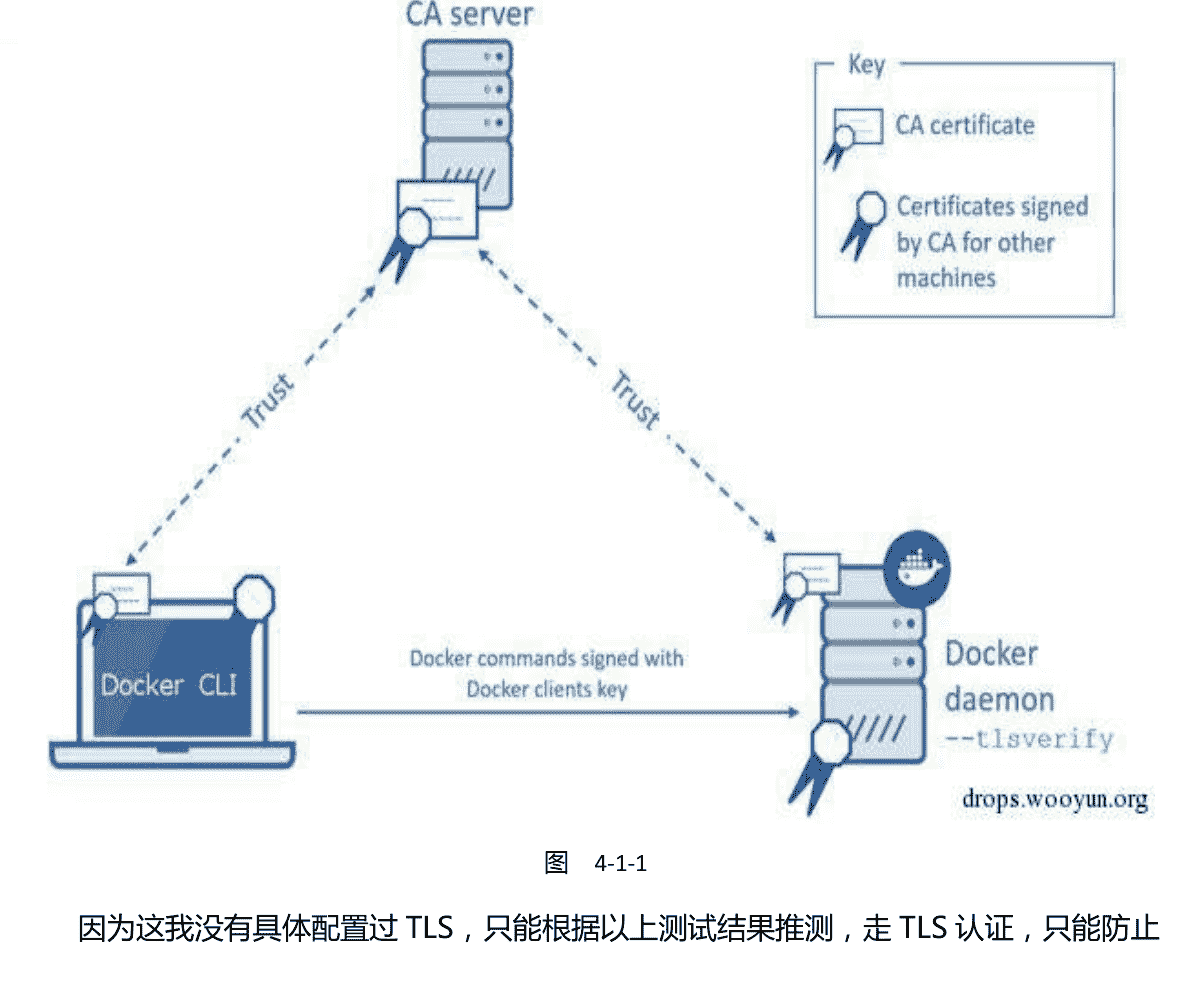 CA server
Key
CA certificate
Certificates signed
by CA for other
machines
Trust
Trust
Docker CLI
Docker commands signed with
Docker clients key
Docker
daemon
--tlsverify
drops.wooyun.org
图 4-1-1
因为这我没有具体配置过 TLS，只能根据以上测试结果推测，走 TLS 认证，只能防止